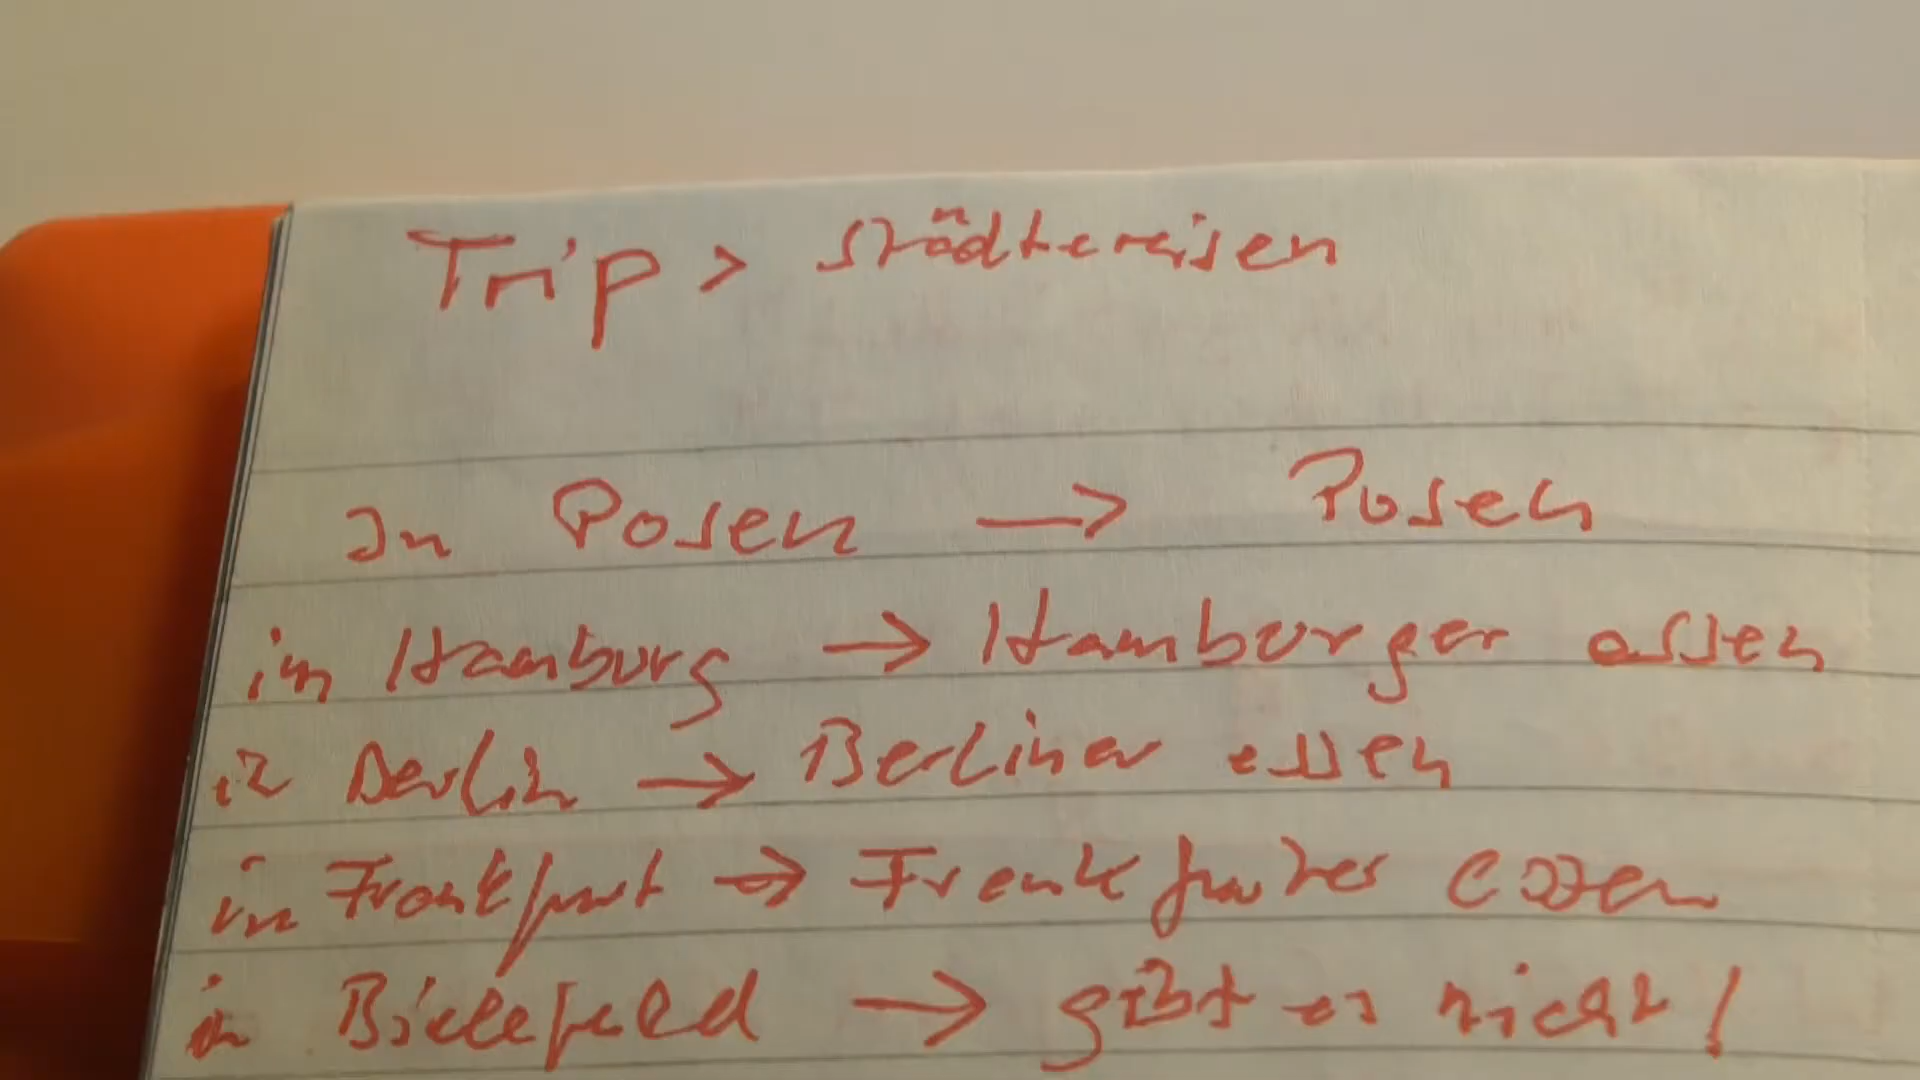 Trip > Städtereisen
In Posen → Posen
in Hamburg → Hamburger essen
in Berlin → Berliner essen
in Frankfurt → Frankfurter essen
in Bielefeld → gibt es nicht!